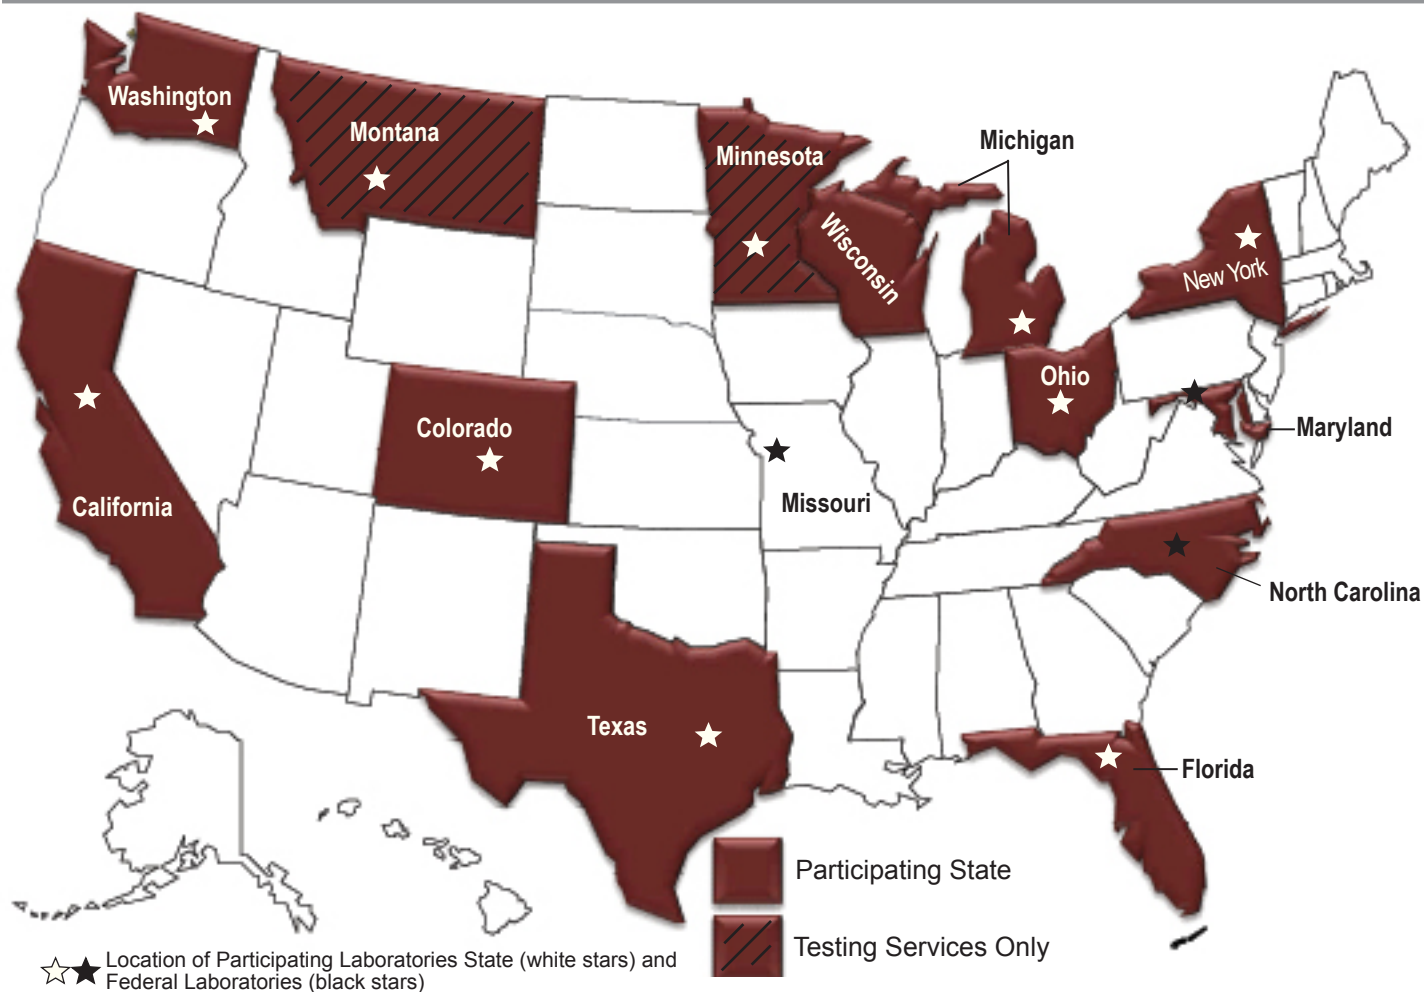 Washington
Montana
Minnesota
Michigan
Wisconsin
New York
Ohio
Colorado
Maryland
California
Missouri
North Carolina
Texas
Florida
Participating State
Testing Services Only
Location of Participating Laboratories State (white stars) and
Federal Laboratories (black stars)